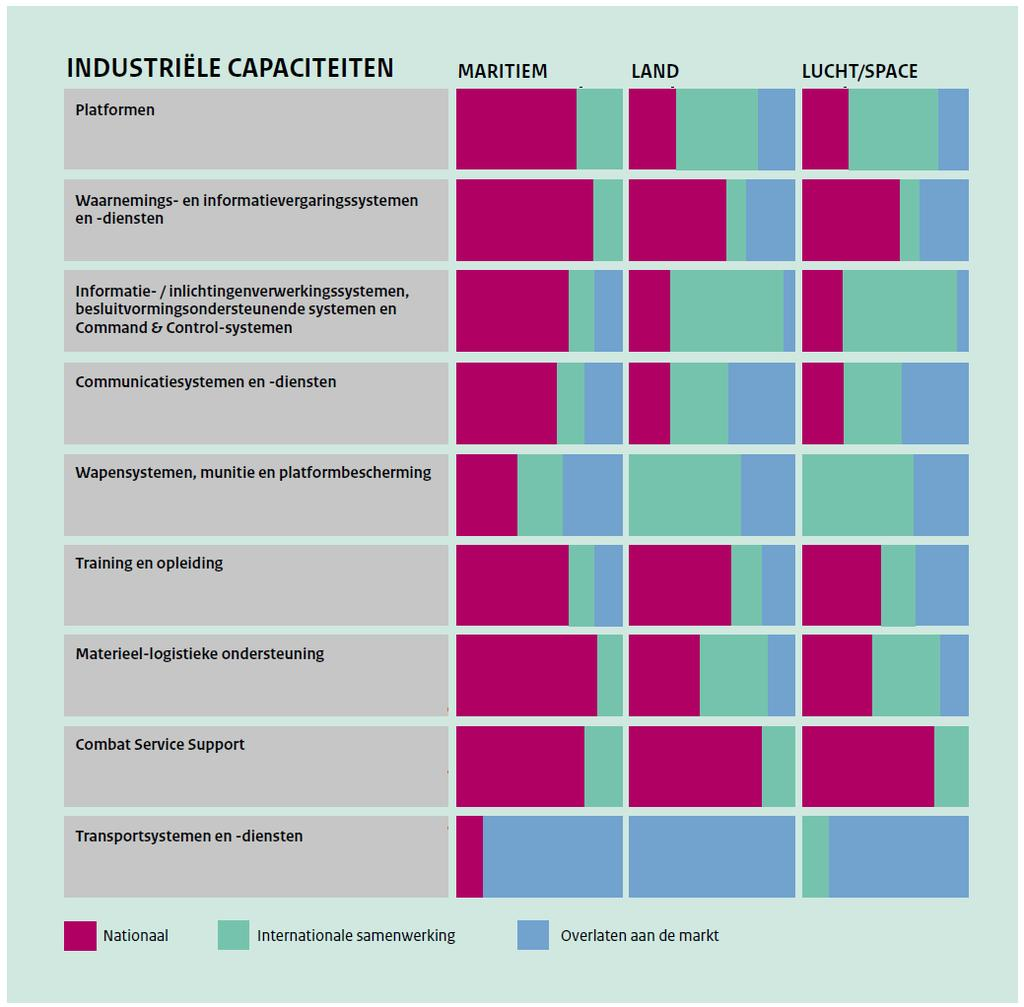 INDUSTRIËLE CAPACITEITEN
MARITIEM
LAND
LUCHT/SPACE
Platformen
Waarnemings- en informatievergaringssystemen
en -diensten
Informatie- / inlichtingenverwerkingssystemen,
besluitvormingsondersteunende systemen en
Command & Control-systemen
Communicatiesystemen en -diensten
Wapensystemen, munitie en platformbescherming
Training en opleiding
Materieel-logistieke ondersteuning
Combat Service Support
Transportsystemen en -diensten
Nationaal
Internationale samenwerking
Overlaten aan de markt